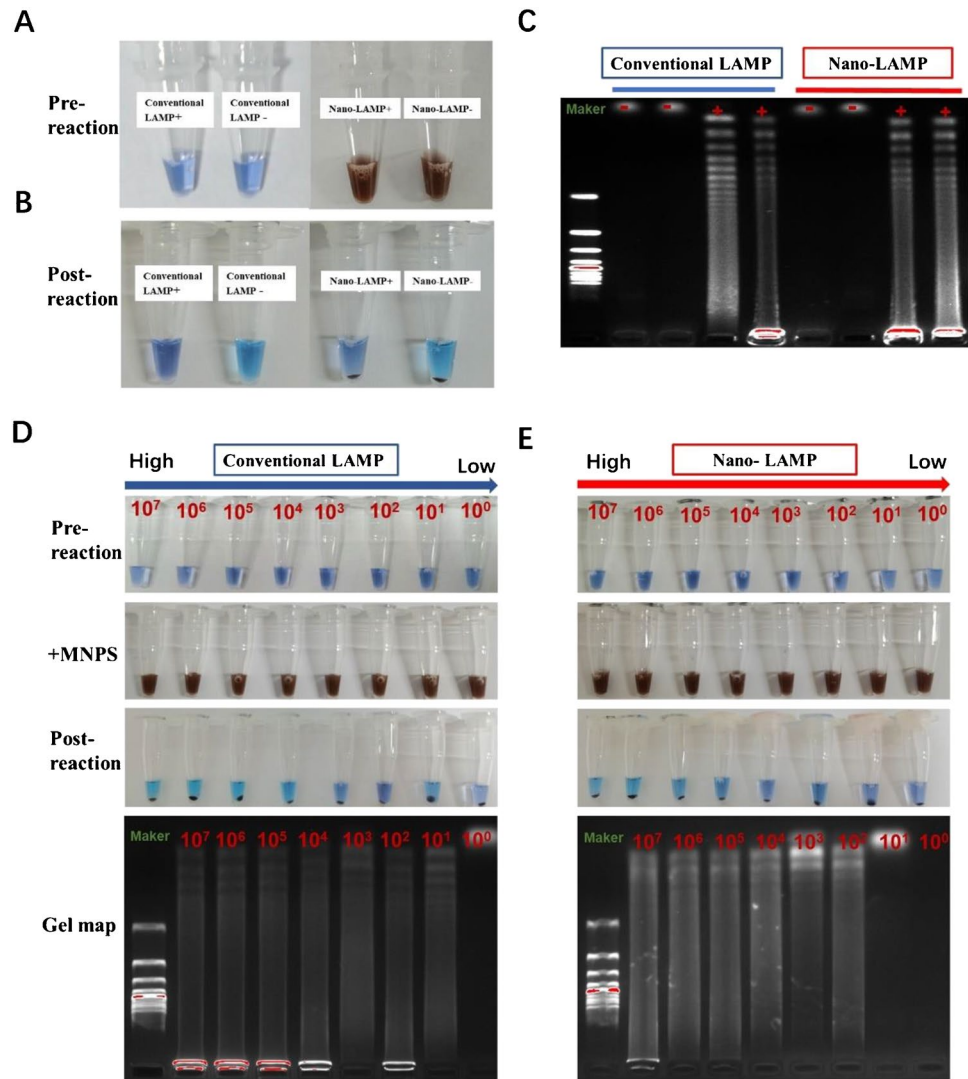 A
Pre-
reaction
Conventional
LAMP+
Conventional
LAMP -
Nano-LAMP+
Nano-LAMP-
B
Post-
reaction
Conventional
LAMP+
Conventional
LAMP -
Nano-LAMP+
Nano-LAMP-
C
Conventional LAMP
Nano-LAMP
Maker - - + + - - + +
D
High Conventional LAMP Low
Pre-
reaction
10⁷ 10⁶ 10⁵ 10⁴ 10³ 10² 10¹ 10⁰
+MNPS
Post-
reaction
Gel map
Maker 10⁷ 10⁶ 10⁵ 10⁴ 10³ 10² 10¹ 10⁰
E
High Nano- LAMP Low
10⁷ 10⁶ 10⁵ 10⁴ 10³ 10² 10¹ 10⁰
Maker 10⁷ 10⁶ 10⁵ 10⁴ 10³ 10² 10¹ 10⁰